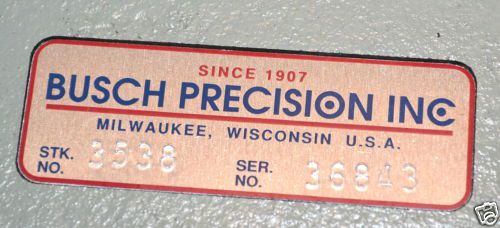 SINCE 1907
BUSCH PRECISION INC
MILWAUKEE, WISCONSIN U.S.A.
STK. NO. 3538 SER. NO. 36843